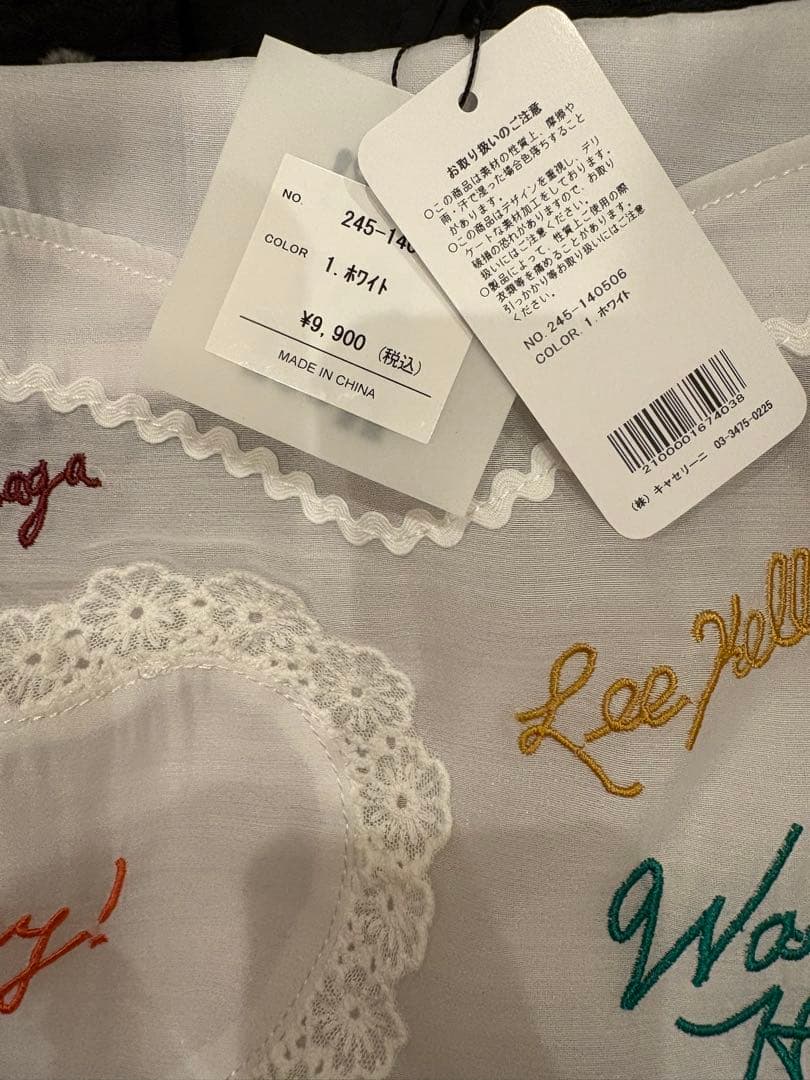 NO.
245-140
COLOR
1. ホワイト
¥9,900 (税込)
MADE IN CHINA
お取り扱いのご注意
○この商品は素材の性質上、摩擦や
雨・汗で湿った場合色落ちすること
があります。
○この商品はデザインを重視し、デリ
ケートな素材加工をしております。
破損の恐れがありますので、お取り
扱いにはご注意ください。
○製品によって、性質上ご使用の際
衣類等を痛めることがあります。
引っかかり等お取り扱いにはご注意
ください。
NO. 245-140506
COLOR. 1. ホワイト
2100001674038
(株) キャセリーニ 03-3475-0225
aga
Lee Kell
y!
Wa
H